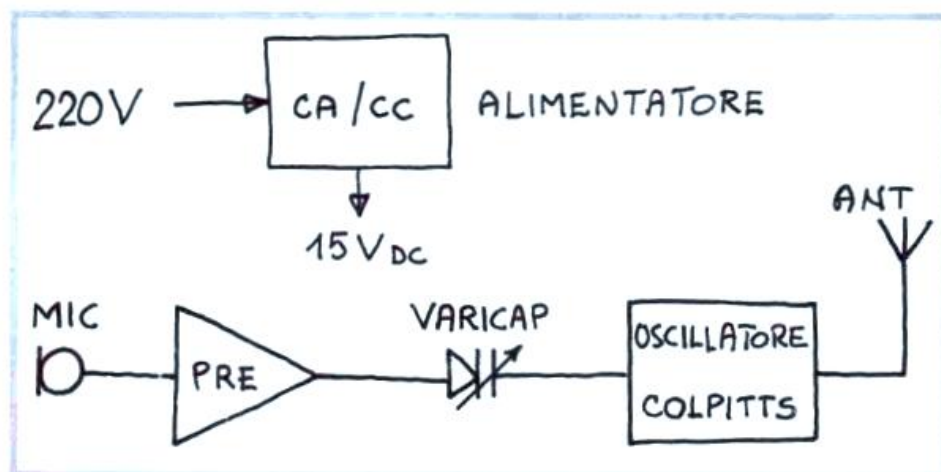 220V
CA/CC
ALIMENTATORE
15VDC
ANT
MIC
PRE
VARICAP
OSCILLATORE
COLPITTS